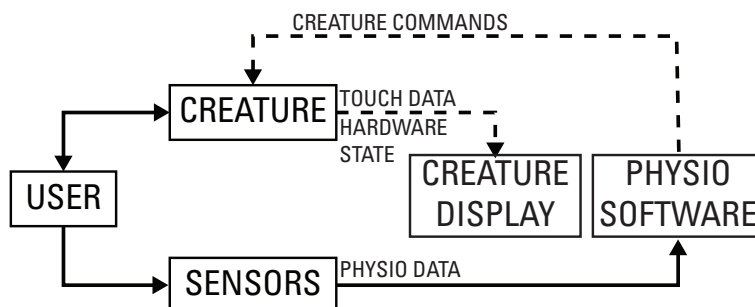 CREATURE COMMANDS
CREATURE
TOUCH DATA
HARDWARE
STATE
USER
CREATURE
DISPLAY
PHYSIO
SOFTWARE
SENSORS
PHYSIO DATA